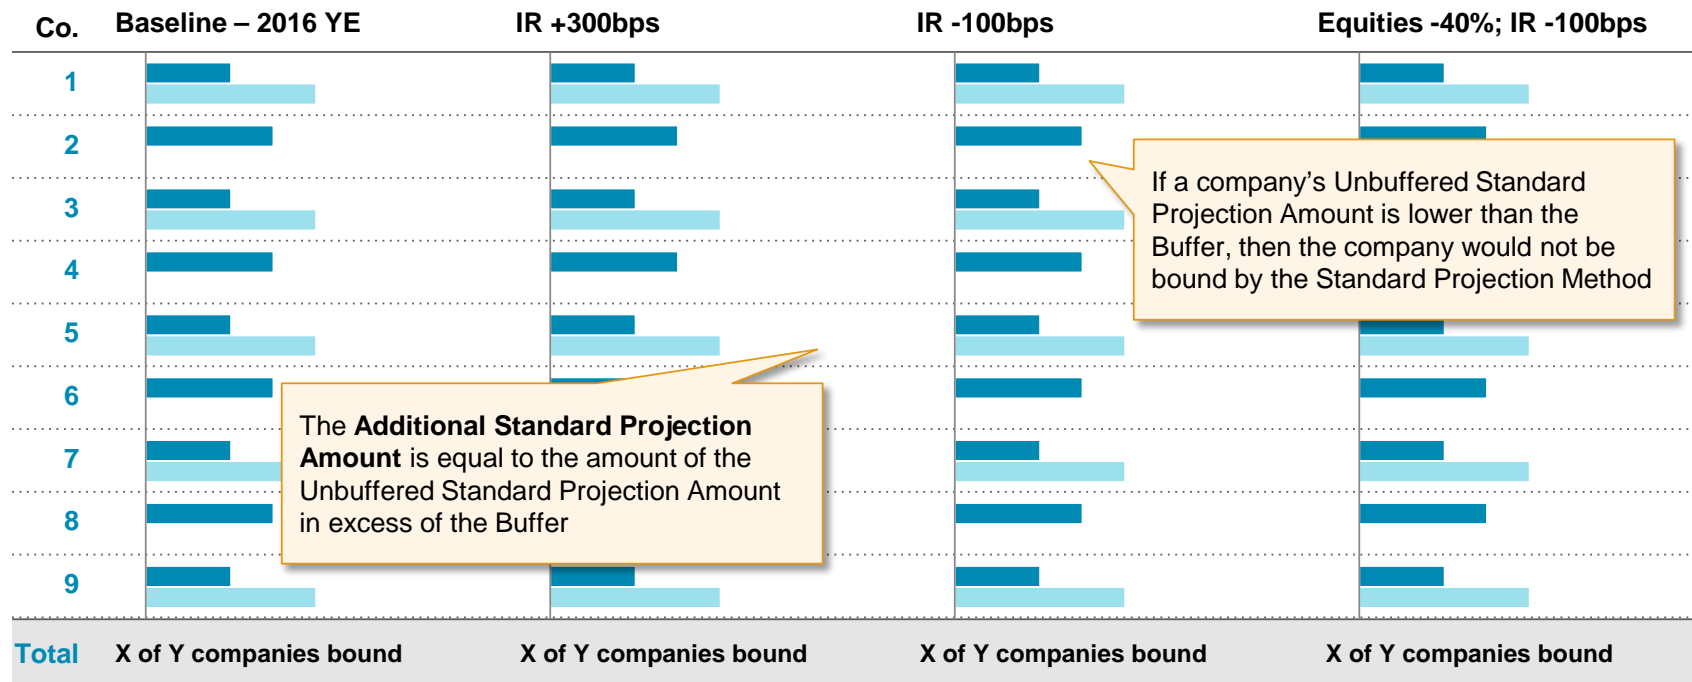 Co. Baseline – 2016 YE IR +300bps IR -100bps Equities -40%; IR -100bps
1
2
If a company’s Unbuffered Standard
Projection Amount is lower than the
Buffer, then the company would not be
bound by the Standard Projection Method
3
4
5
6
The Additional Standard Projection
Amount is equal to the amount of the
Unbuffered Standard Projection Amount
in excess of the Buffer
7
8
9
Total X of Y companies bound X of Y companies bound X of Y companies bound X of Y companies bound